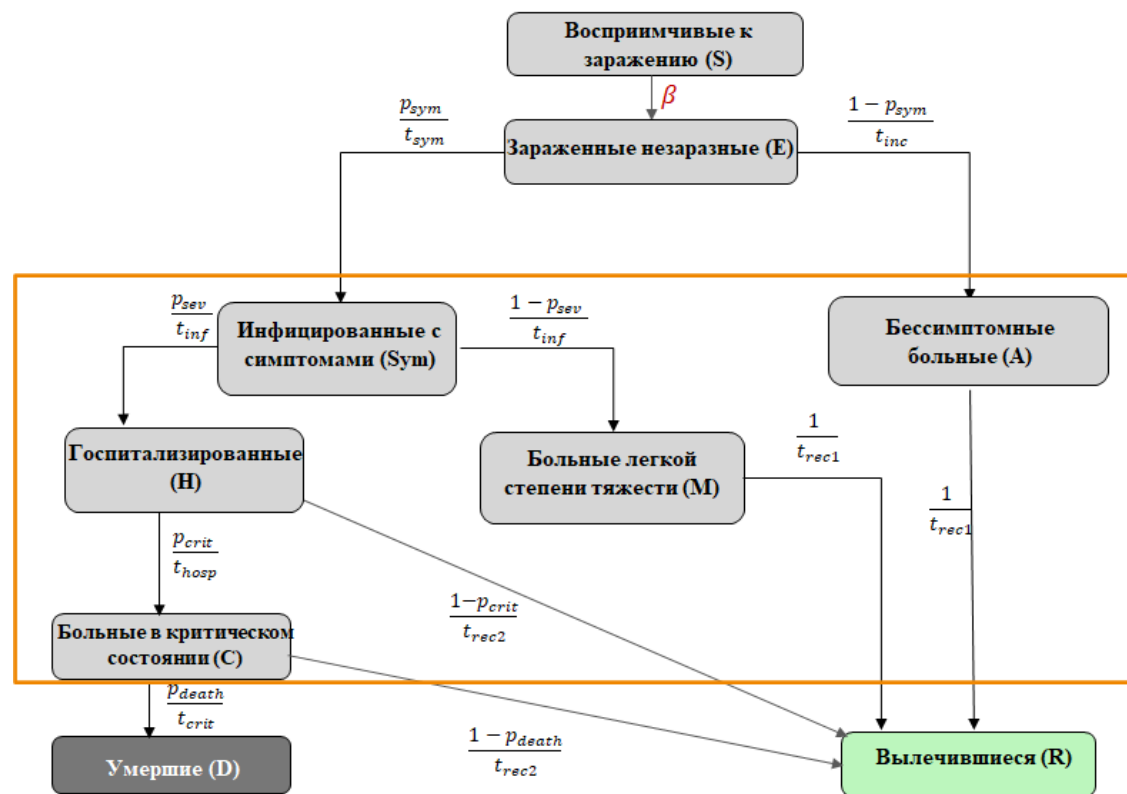 Восприимчивые к
заражению (S)
β
p_sym
t_sym
1 − p_sym
t_inc
Зараженные незаразные (E)
p_sev
t_inf
Инфицированные с
симптомами (Sym)
1 − p_sev
t_inf
Бессимптомные
больные (A)
Госпитализированные
(H)
Больные легкой
степени тяжести (M)
1
t_rec1
1
t_rec1
p_crit
t_hosp
1−p_crit
t_rec2
Больные в критическом
состоянии (C)
p_death
t_crit
1 − p_death
t_rec2
Умершие (D)
Вылечившиеся (R)